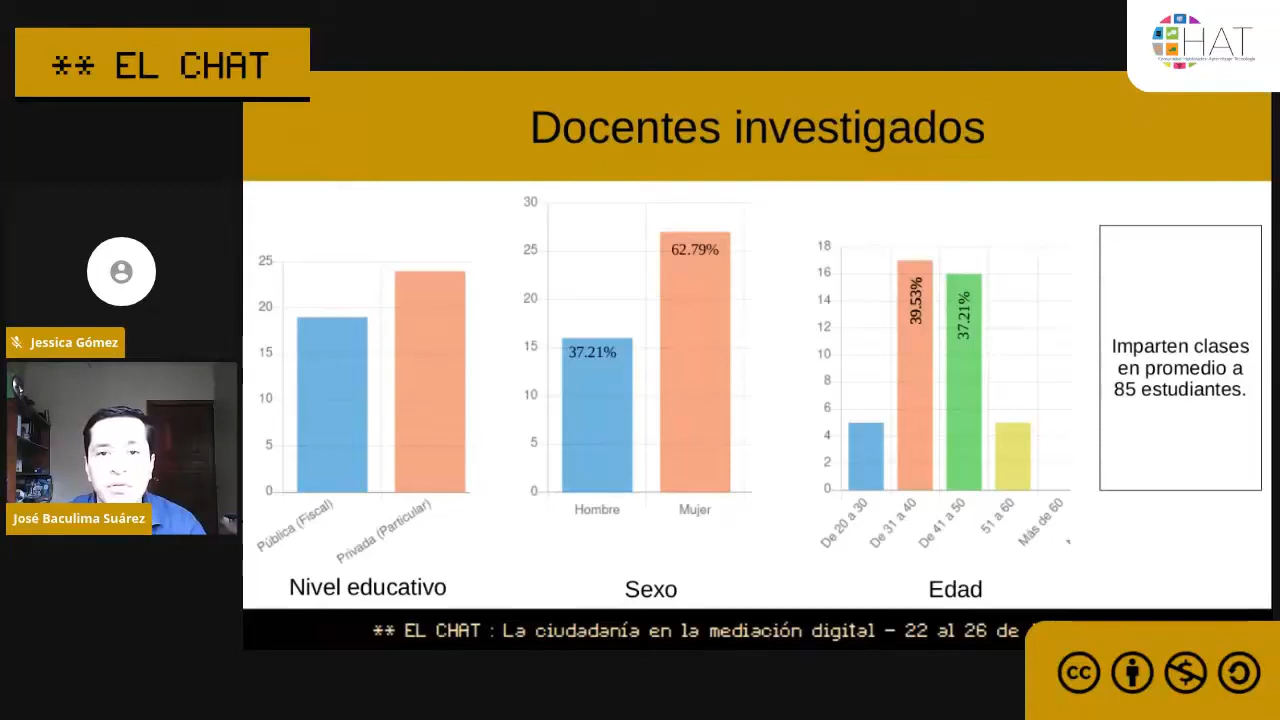 ** EL CHAT
HAT
Docentes investigados
30
25
20
15
10
5
0
62.79%
37.21%
Hombre
Mujer
Sexo
25
20
15
10
5
0
Pública (Fiscal)
Privada (Particular)
Nivel educativo
18
16
14
12
10
8
6
4
2
0
39.53%
37.21%
De 20 a 30
De 31 a 40
De 41 a 50
51 a 60
Más de 60
Edad
Imparten clases
en promedio a
85 estudiantes.
Jessica Gómez
José Baculima Suárez
** EL CHAT : La ciudadanía en la mediación digital – 22 al 26 de
cc